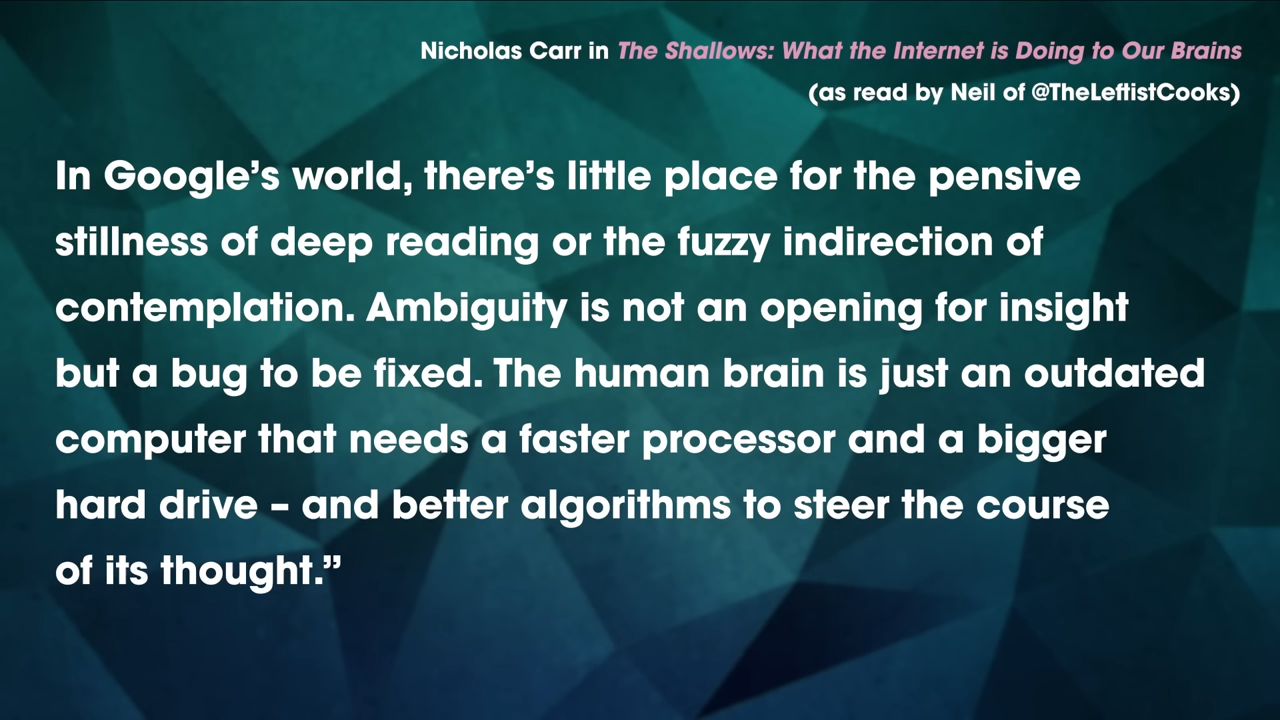 Nicholas Carr in The Shallows: What the Internet is Doing to Our Brains
(as read by Neil of @TheLeftistCooks)
In Google’s world, there’s little place for the pensive
stillness of deep reading or the fuzzy indirection of
contemplation. Ambiguity is not an opening for insight
but a bug to be fixed. The human brain is just an outdated
computer that needs a faster processor and a bigger
hard drive – and better algorithms to steer the course
of its thought.”